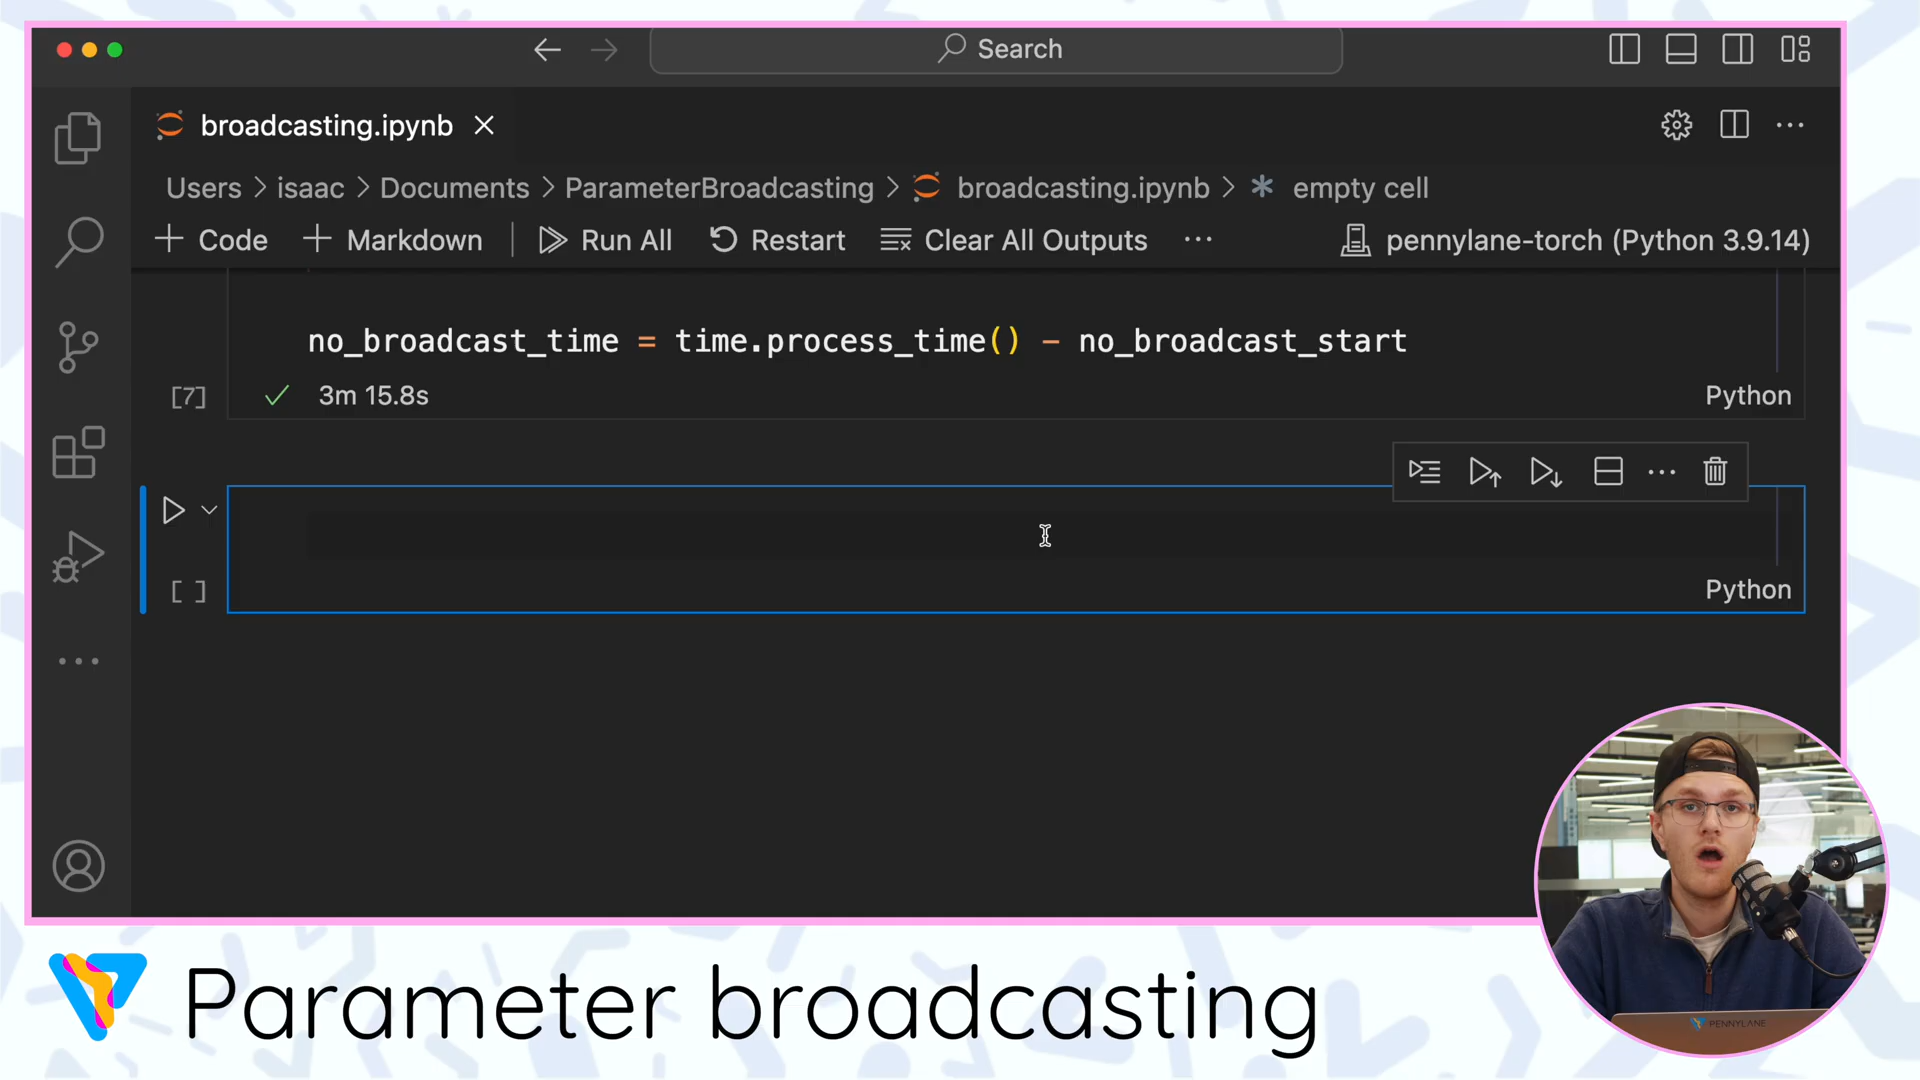 Search
broadcasting.ipynb
Users > isaac > Documents > ParameterBroadcasting > broadcasting.ipynb > empty cell
+ Code + Markdown Run All Restart Clear All Outputs ... pennylane-torch (Python 3.9.14)
no_broadcast_time = time.process_time() - no_broadcast_start
[7] 3m 15.8s Python
[ ] Python
PENNYLANE
Parameter broadcasting